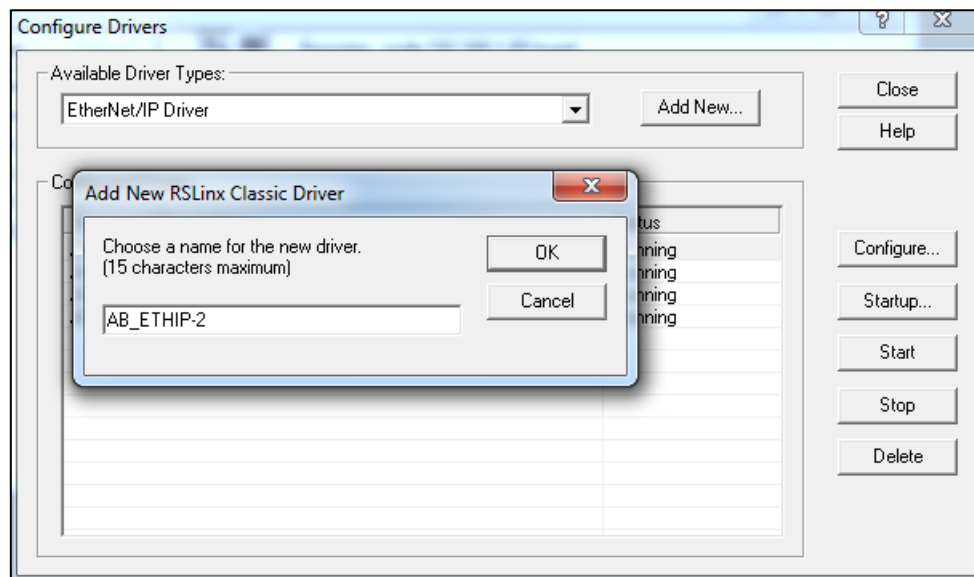 Configure Drivers
Available Driver Types:
EtherNet/IP Driver
Add New...
Close
Help
Add New RSLinx Classic Driver
Choose a name for the new driver.
(15 characters maximum)
OK
Cancel
AB_ETHIP-2
Configure...
Startup...
Start
Stop
Delete